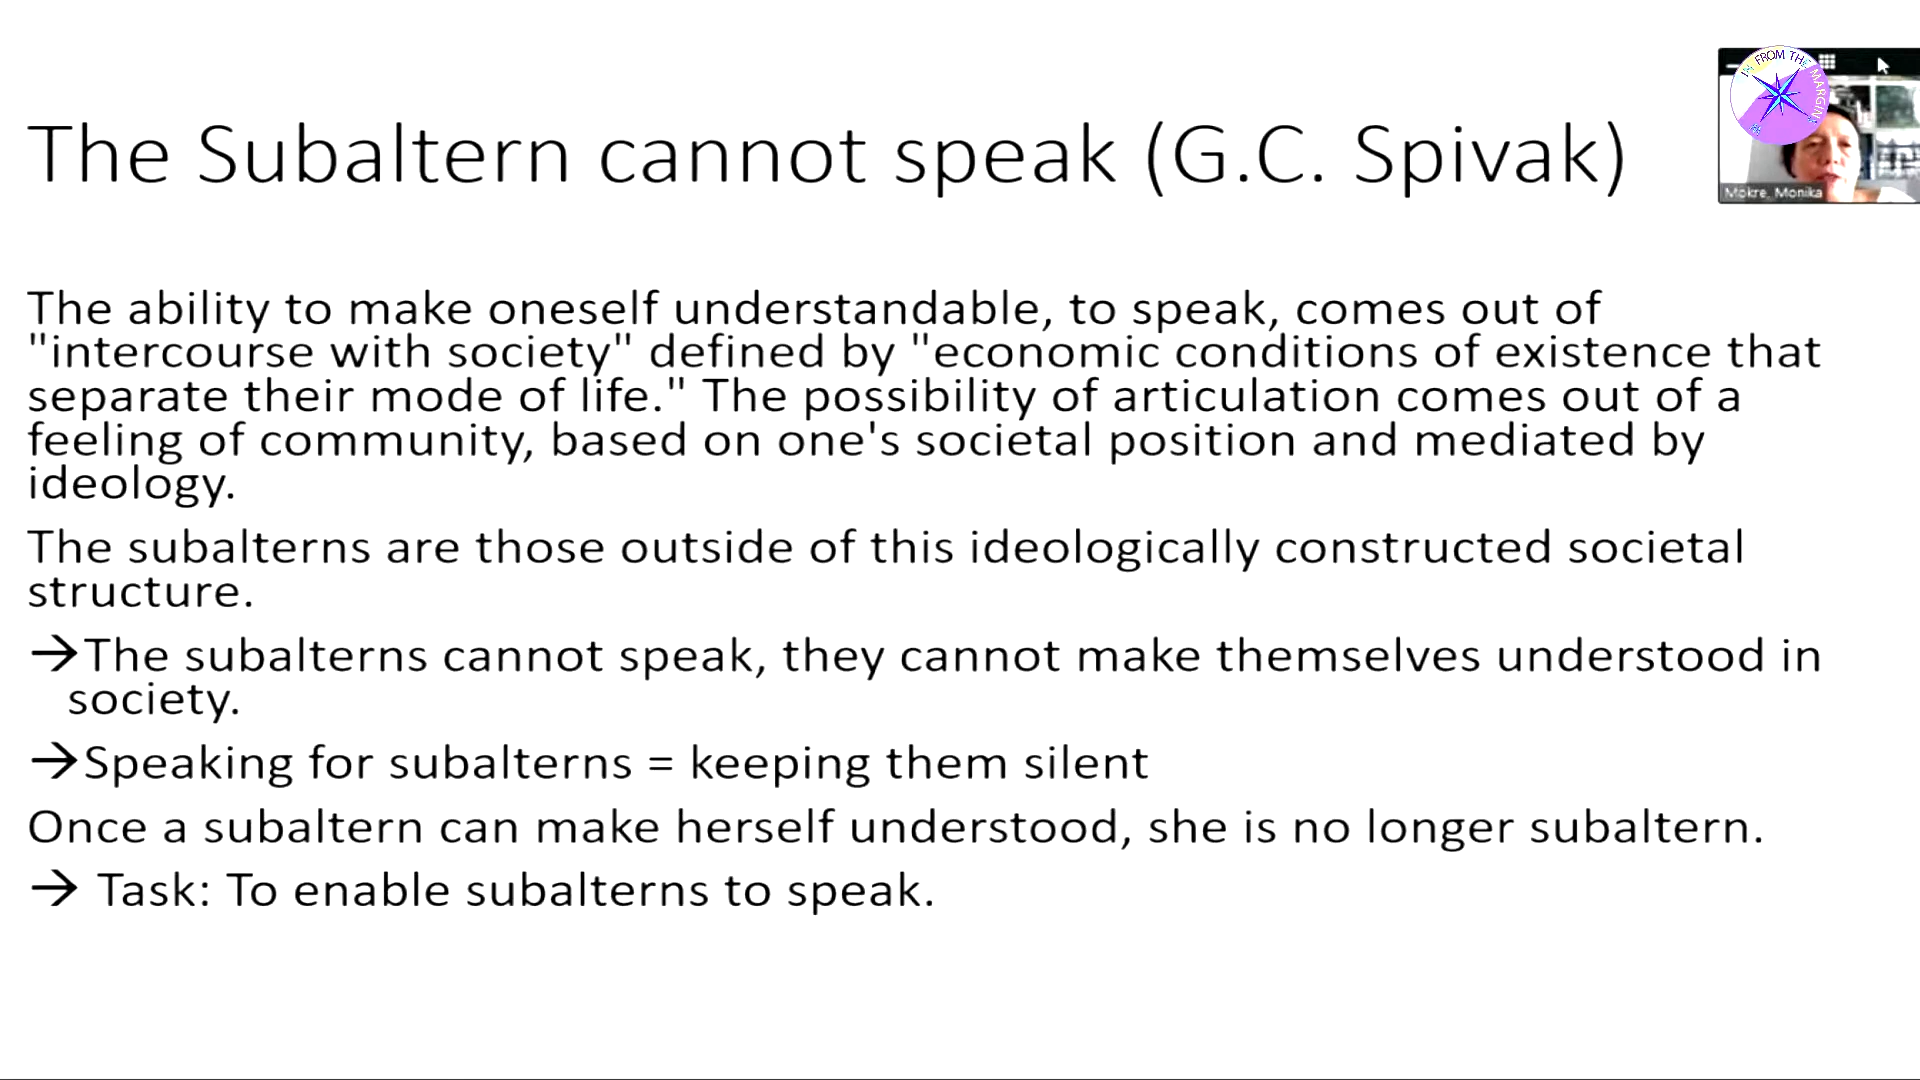 The Subaltern cannot speak (G.C. Spivak)
FROM THE
Mokre, Monika
The ability to make oneself understandable, to speak, comes out of
"intercourse with society" defined by "economic conditions of existence that
separate their mode of life." The possibility of articulation comes out of a
feeling of community, based on one's societal position and mediated by
ideology.
The subalterns are those outside of this ideologically constructed societal
structure.
→The subalterns cannot speak, they cannot make themselves understood in
society.
→Speaking for subalterns = keeping them silent
Once a subaltern can make herself understood, she is no longer subaltern.
→ Task: To enable subalterns to speak.